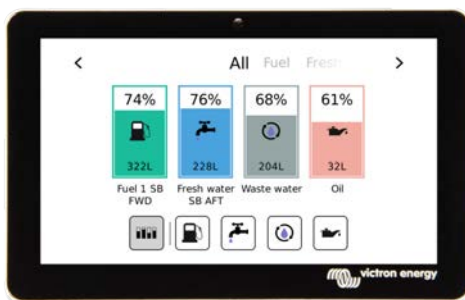 All Fuel Fresh
74% 76% 68% 61%
322L 228L 204L 32L
Fuel 1 SB Fresh water Waste water Oil
FWD SB AFT
victron energy